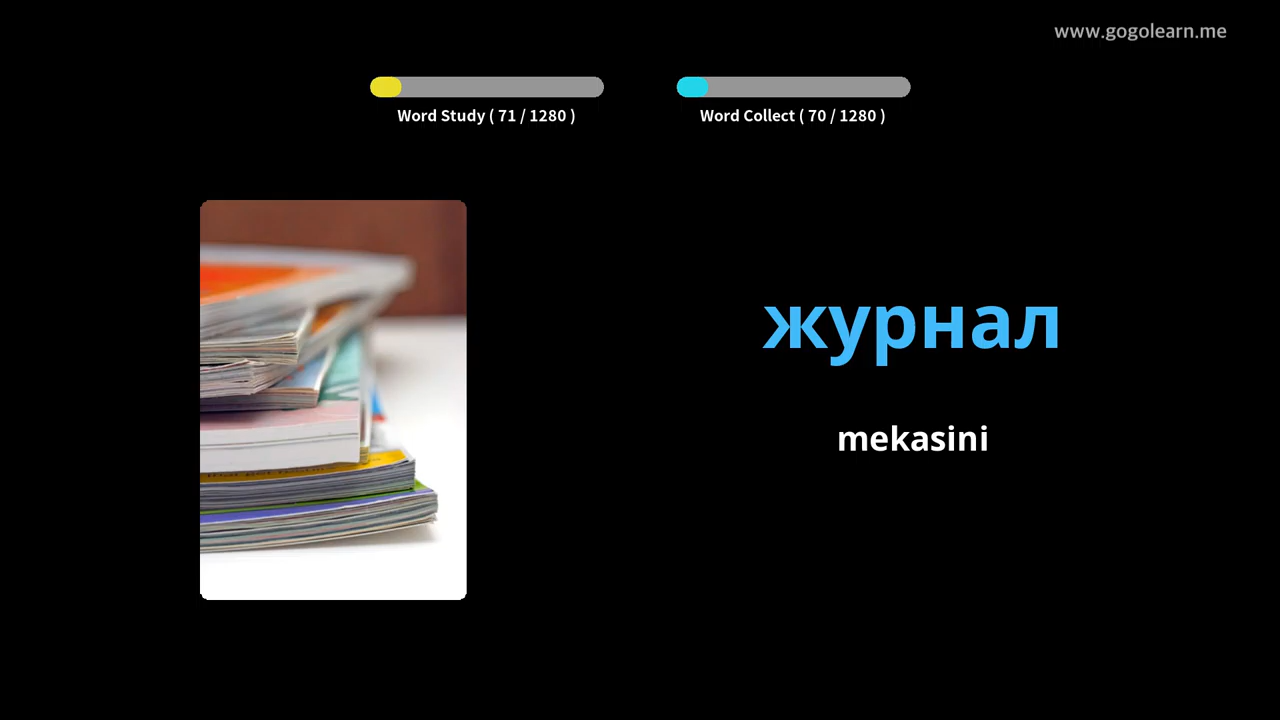 www.gogolearn.me
Word Study ( 71 / 1280 )
Word Collect ( 70 / 1280 )
журнал
mekasini